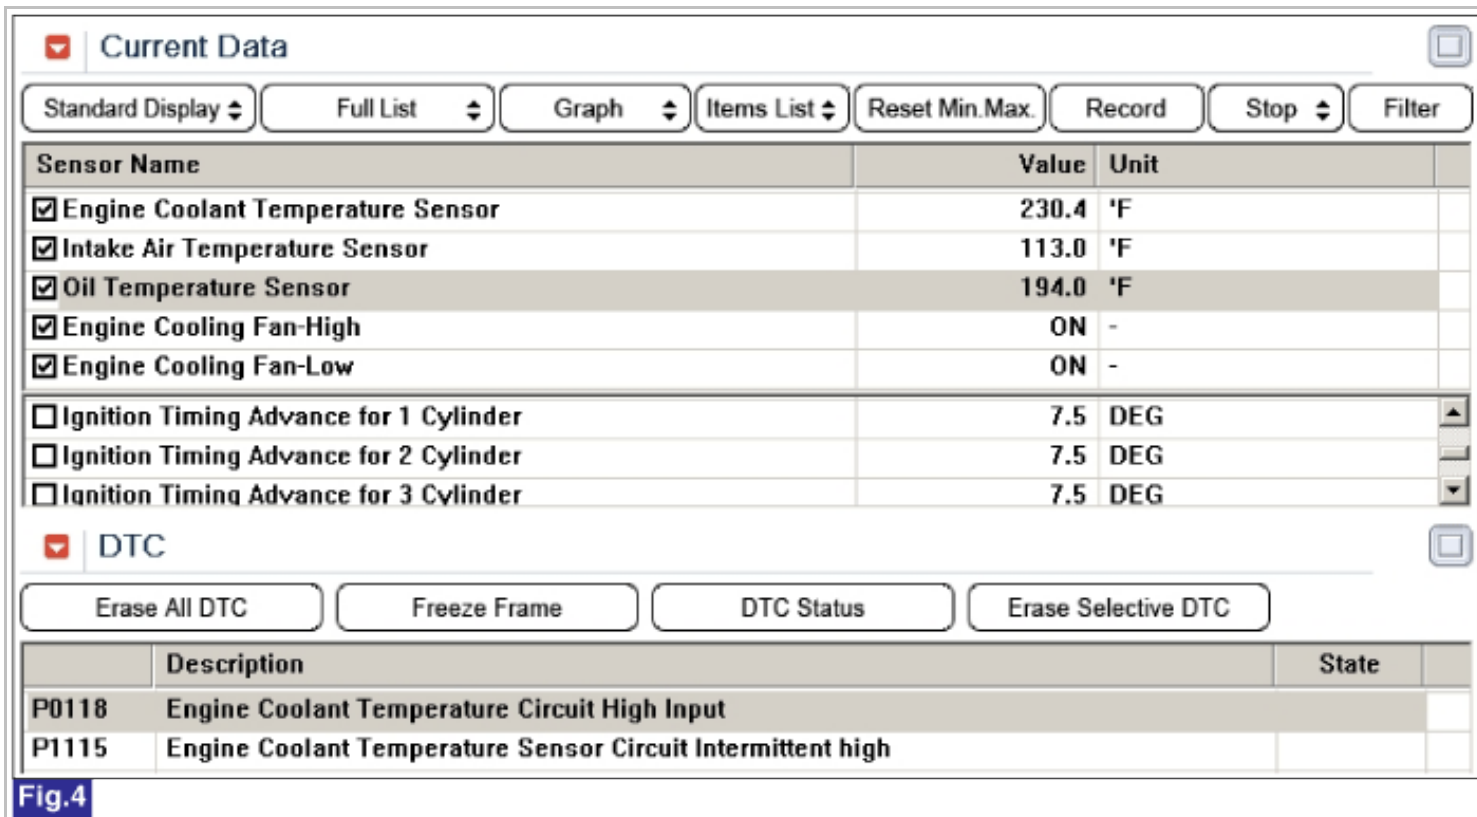 Current Data
Standard Display Full List Graph Items List Reset Min.Max. Record Stop Filter
Sensor Name Value Unit
Engine Coolant Temperature Sensor 230.4 'F
Intake Air Temperature Sensor 113.0 'F
Oil Temperature Sensor 194.0 'F
Engine Cooling Fan-High ON -
Engine Cooling Fan-Low ON -
Ignition Timing Advance for 1 Cylinder 7.5 DEG
Ignition Timing Advance for 2 Cylinder 7.5 DEG
Ignition Timing Advance for 3 Cylinder 7.5 DEG
DTC
Erase All DTC Freeze Frame DTC Status Erase Selective DTC
Description State
P0118 Engine Coolant Temperature Circuit High Input
P1115 Engine Coolant Temperature Sensor Circuit Intermittent high
Fig.4